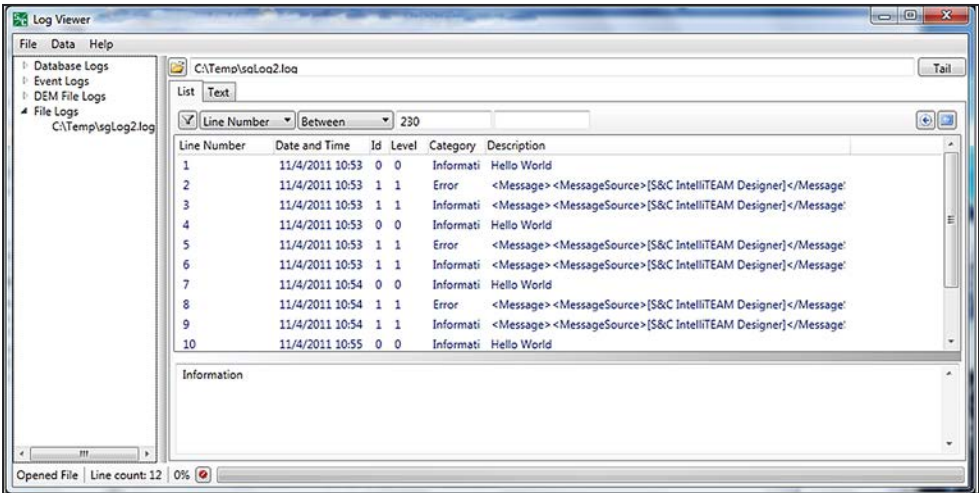 Log Viewer
File Data Help
Database Logs
Event Logs
DEM File Logs
File Logs
C:\Temp\sgLog2.log
C:\Temp\sgLog2.log
Tail
List Text
Line Number Between 230
Line Number Date and Time Id Level Category Description
1 11/4/2011 10:53 0 0 Informati Hello World
2 11/4/2011 10:53 1 1 Error <Message><MessageSource>[S&C IntelliTEAM Designer]</Message
3 11/4/2011 10:53 1 1 Informati <Message><MessageSource>[S&C IntelliTEAM Designer]</Message
4 11/4/2011 10:53 0 0 Informati Hello World
5 11/4/2011 10:53 1 1 Error <Message><MessageSource>[S&C IntelliTEAM Designer]</Message
6 11/4/2011 10:53 1 1 Informati <Message><MessageSource>[S&C IntelliTEAM Designer]</Message
7 11/4/2011 10:54 0 0 Informati Hello World
8 11/4/2011 10:54 1 1 Error <Message><MessageSource>[S&C IntelliTEAM Designer]</Message
9 11/4/2011 10:54 1 1 Informati <Message><MessageSource>[S&C IntelliTEAM Designer]</Message
10 11/4/2011 10:55 0 0 Informati Hello World
Information
Opened File Line count: 12 0%